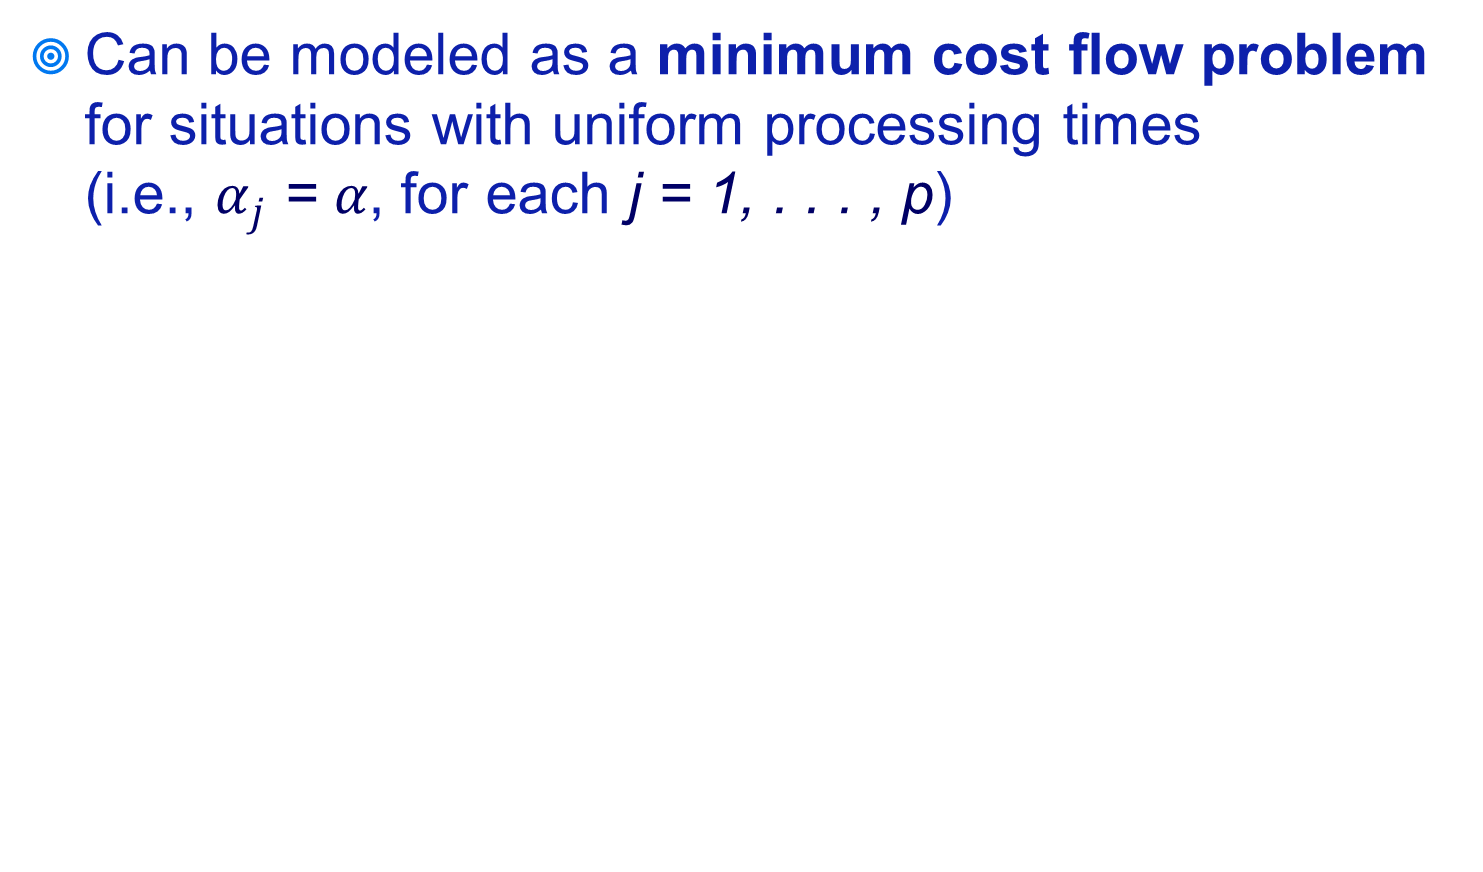 Can be modeled as a minimum cost flow problem
for situations with uniform processing times
(i.e., αⱼ = α, for each j = 1, . . . , p)